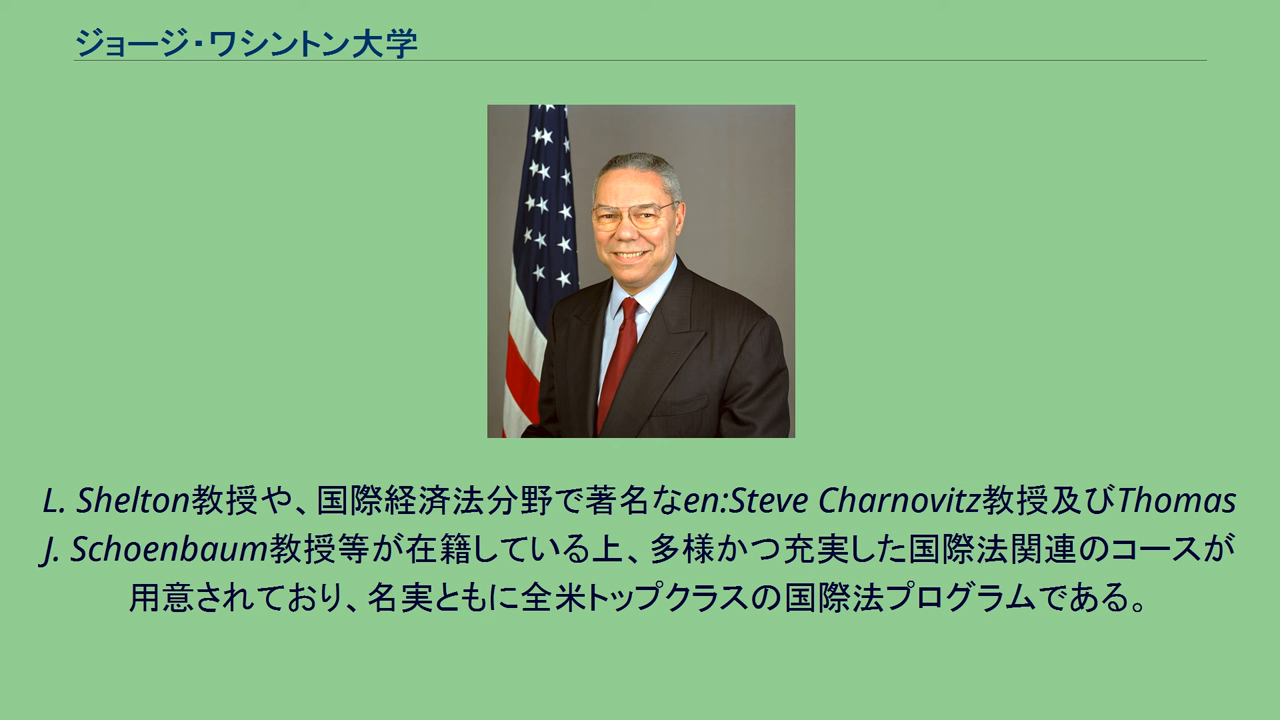 ジョージ・ワシントン大学
L. Shelton教授や、国際経済法分野で著名なen:Steve Charnovitz教授及びThomas
J. Schoenbaum教授等が在籍している上、多様かつ充実した国際法関連のコースが
用意されており、名実ともに全米トップクラスの国際法プログラムである。